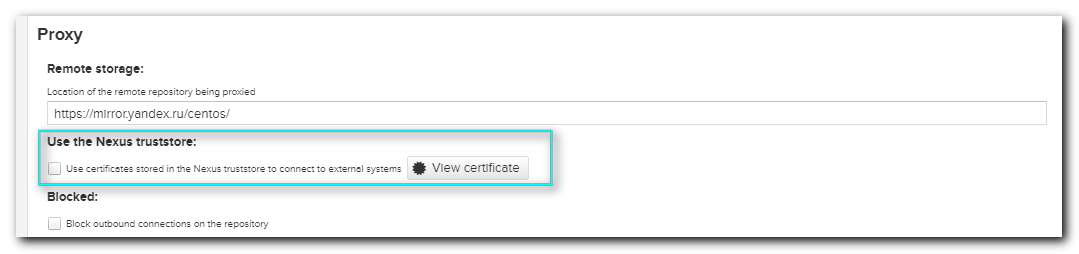 Proxy
Remote storage:
Location of the remote repository being proxied
https://mirror.yandex.ru/centos/
Use the Nexus truststore:
Use certificates stored in the Nexus truststore to connect to external systems View certificate
Blocked:
Block outbound connections on the repository